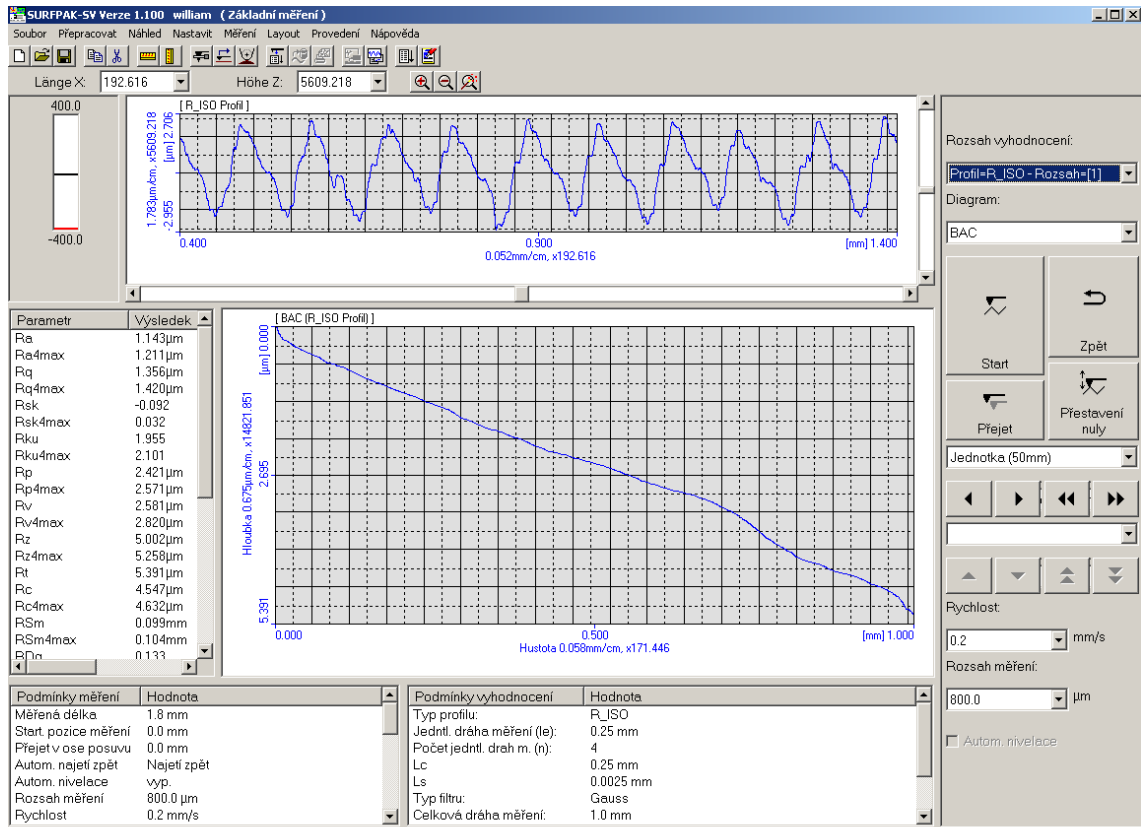 SURFPAK-SV Verze 1.100 william ( Základní měření )
Soubor Přepracovat Náhled Nastavit Měření Layout Provedení Nápověda
Länge X: 192.616 Höhe Z: 5609.218
400.0
-400.0
[ R_ISO Profil ]
1.783µm/cm, x5609.218
-2.955 [µm] 2.706
0.400 0.900 [mm] 1.400
0.052mm/cm, x192.616
Rozsah vyhodnocení:
Profil=R_ISO - Rozsah=[1]
Diagram:
BAC
Start
Zpět
Přejet
Přestavení nuly
Jednotka (50mm)
Rychlost:
0.2 mm/s
Rozsah měření:
800.0 µm
Autom. nivelace
Parametr Výsledek
Ra 1.143µm
Ra4max 1.211µm
Rq 1.356µm
Rq4max 1.420µm
Rsk -0.092
Rsk4max 0.032
Rku 1.955
Rku4max 2.101
Rp 2.421µm
Rp4max 2.571µm
Rv 2.581µm
Rv4max 2.820µm
Rz 5.002µm
Rz4max 5.258µm
Rt 5.391µm
Rc 4.547µm
Rc4max 4.632µm
RSm 0.099mm
RSm4max 0.104mm
RDq 0.133
[ BAC (R_ISO Profil) ]
Hloubka 0.675µm/cm, x14821.851
5.391 2.695 [µm] 0.000
0.000 0.500 [mm] 1.000
Hustota 0.058mm/cm, x171.446
Podmínky měření Hodnota
Měřená délka 1.8 mm
Start. pozice měření 0.0 mm
Přejet v ose posuvu 0.0 mm
Autom. najetí zpět Najetí zpět
Autom. nivelace vyp.
Rozsah měření 800.0 µm
Rychlost 0.2 mm/s
Podmínky vyhodnocení Hodnota
Typ profilu: R_ISO
Jedntl. dráha měření (le): 0.25 mm
Počet jedntl. drah m. (n): 4
Lc 0.25 mm
Ls 0.0025 mm
Typ filtru: Gauss
Celková dráha měření: 1.0 mm